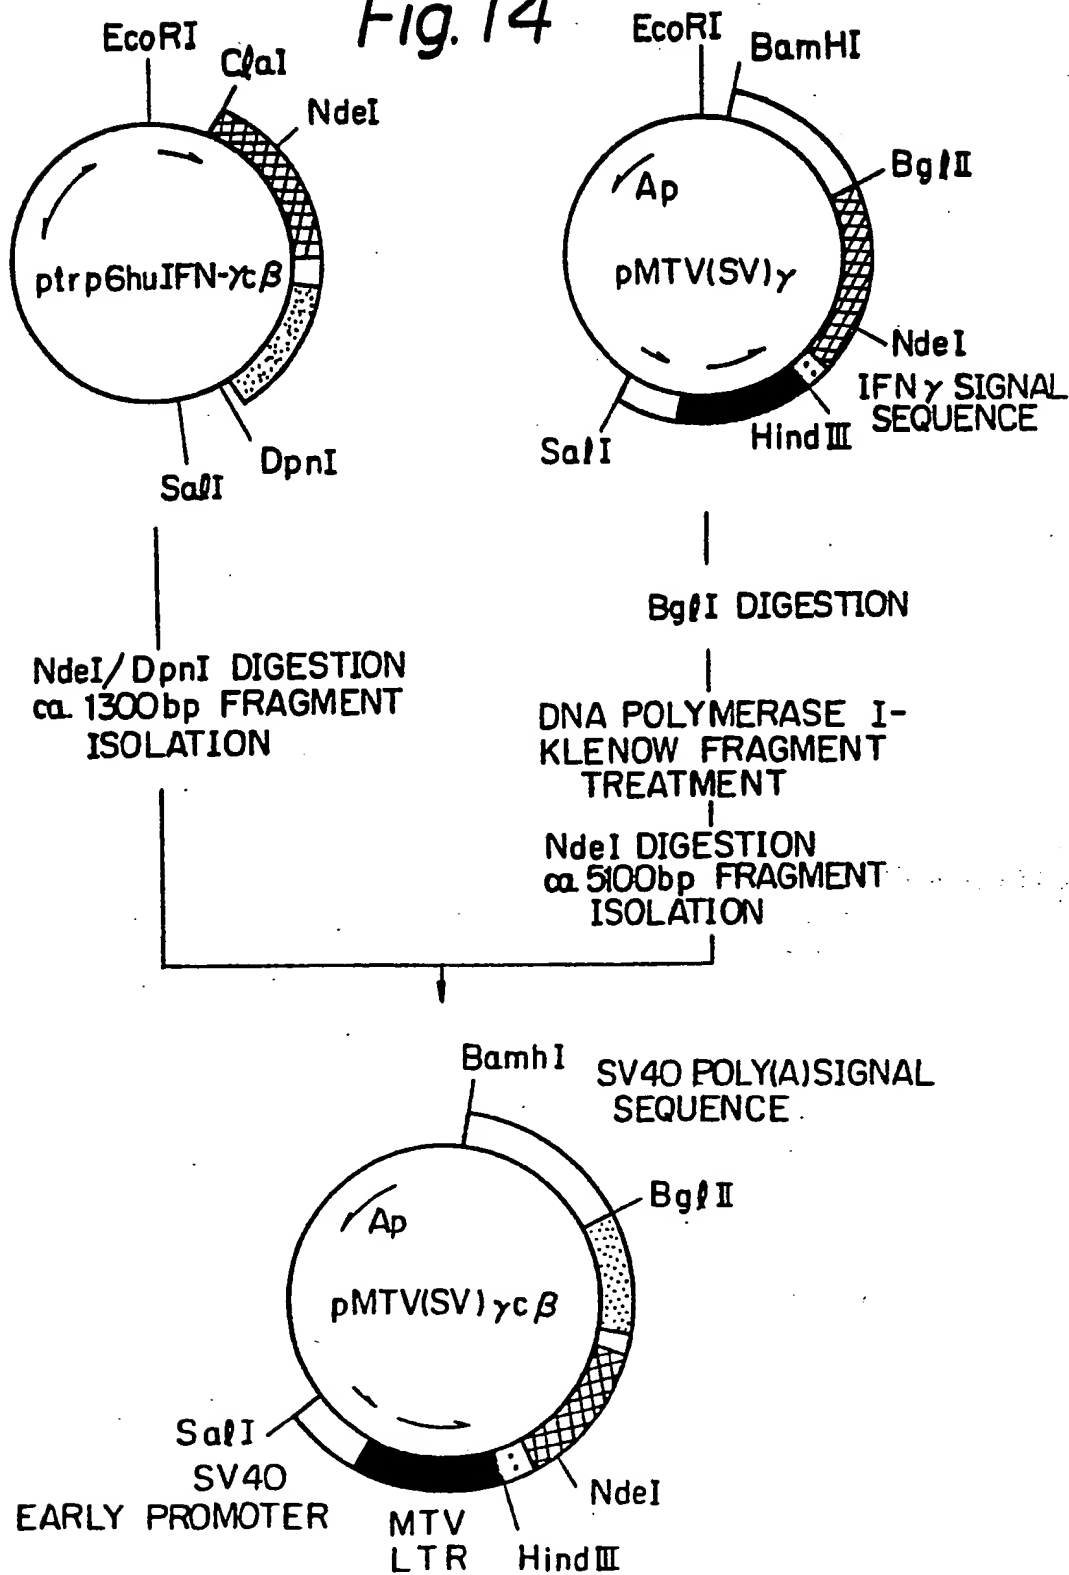 Fig. 14
EcoRI
ClaI
NdeI
ptrp6huIFN-γcβ
DpnI
SalI
EcoRI
BamHI
BglII
Ap
pMTV(SV)γ
NdeI
IFNγ SIGNAL
SEQUENCE
HindIII
SalI
NdeI/DpnI DIGESTION
ca. 1300bp FRAGMENT
ISOLATION
BglI DIGESTION
DNA POLYMERASE I-
KLENOW FRAGMENT
TREATMENT
NdeI DIGESTION
ca. 5100bp FRAGMENT
ISOLATION
BamhI
SV40 POLY(A)SIGNAL
SEQUENCE
BglII
Ap
pMTV(SV)γcβ
SalI
SV40
EARLY PROMOTER
MTV
LTR
HindIII
NdeI